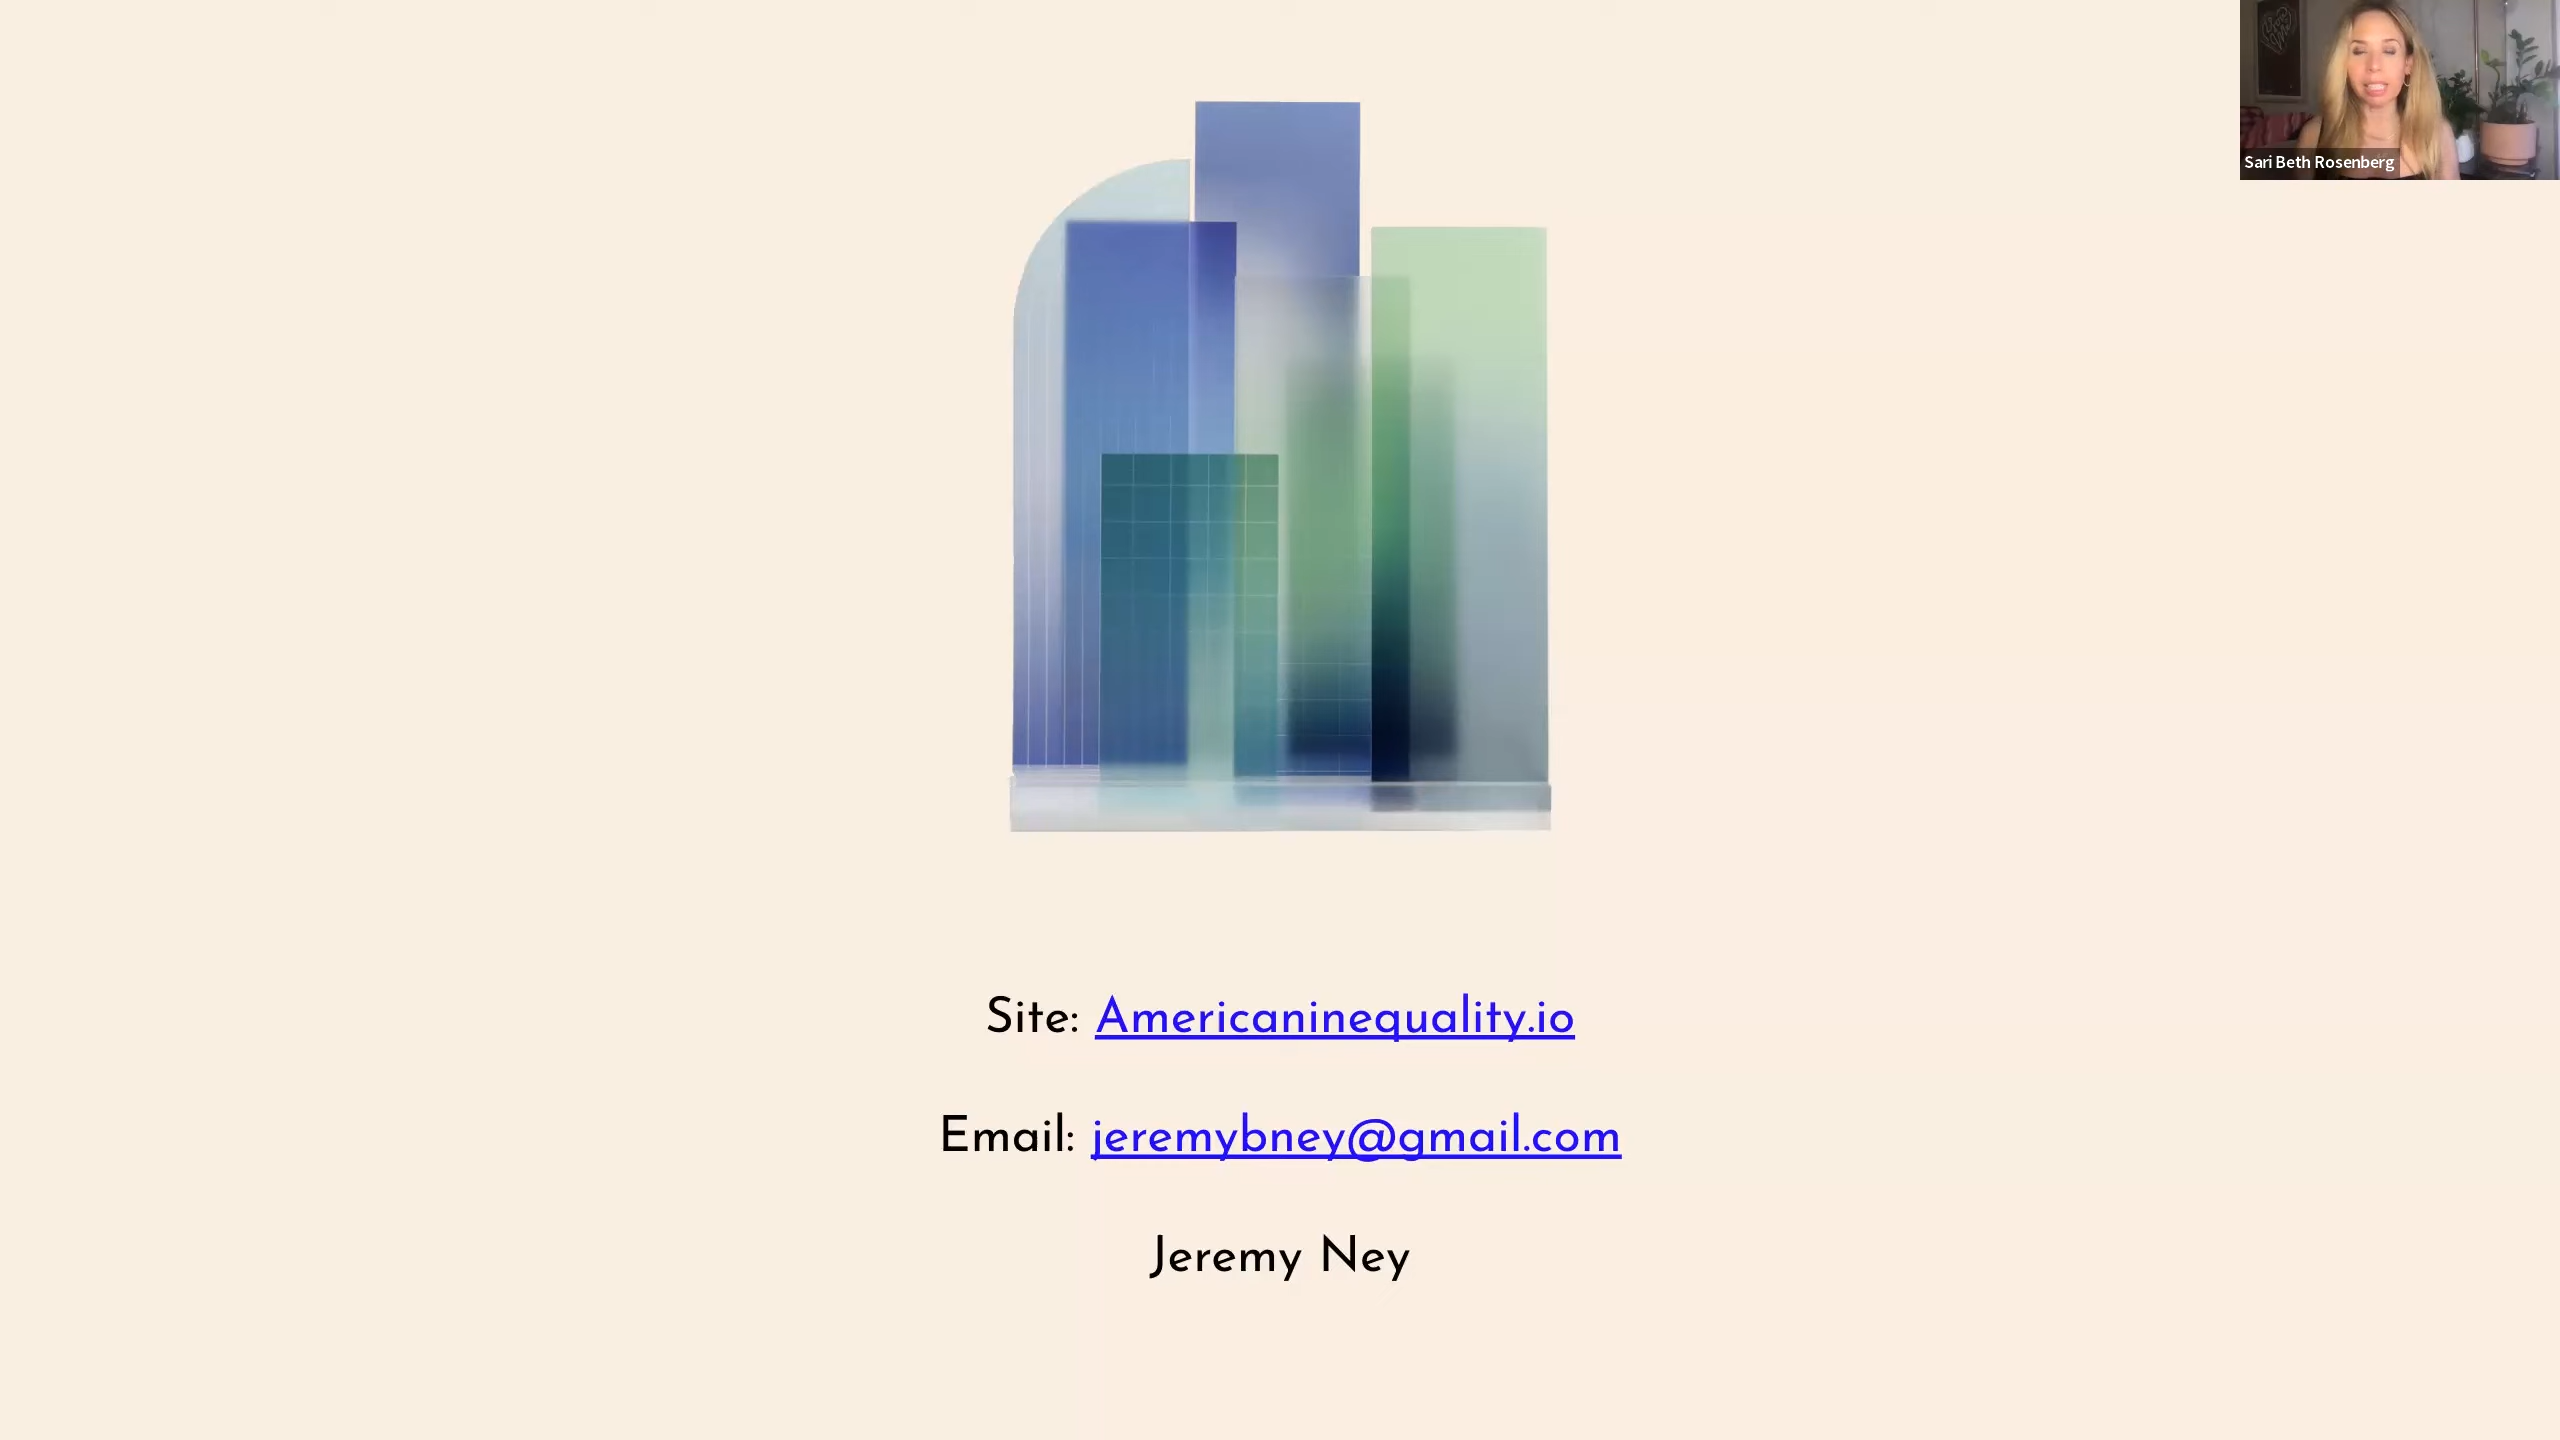 Sari Beth Rosenberg
Site: Americaninequality.io
Email: jeremybney@gmail.com
Jeremy Ney